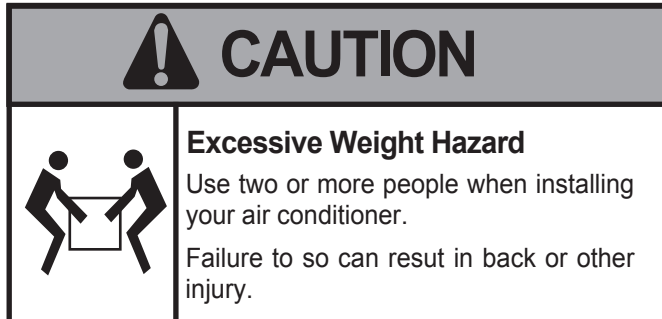 CAUTION
Excessive Weight Hazard
Use two or more people when installing
your air conditioner.
Failure to so can resut in back or other
injury.